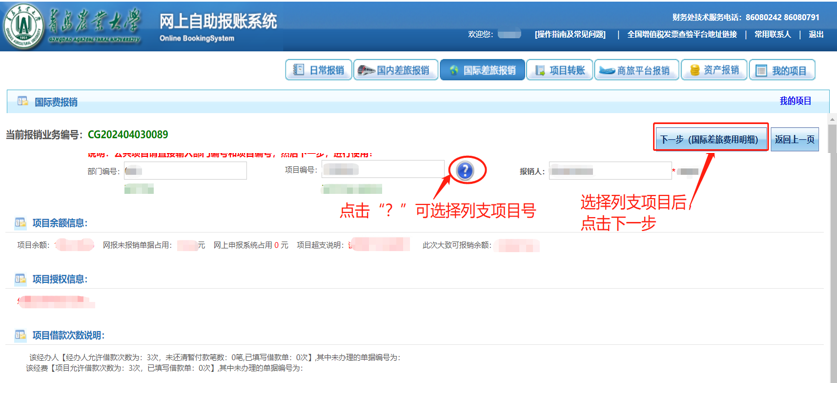 青岛农业大学
网上自助报账系统
Online BookingSystem
财务处技术服务电话：86080242 86080791
欢迎您：
[操作指南及常见问题] | 全国增值税发票查验平台地址链接 | 常用联系人 | 退出
日常报销 国内差旅报销 国际差旅报销 项目转账 商旅平台报销 资产报销 我的项目
国际费报销
我的项目
当前报销业务编号：CG202404030089
下一步（国际差旅费用明细）
返回上一页
说明：公共项目请直接输入部门编号和项目编号，然后下一步，进行使用！
部门编号：
项目编号：
?
报销人：
*
点击“？”可选择列支项目号
选择列支项目后，
点击下一步
项目余额信息：
项目余额： 网报未报销单据占用： 元 网上申报系统占用 0 元 项目超支说明： 此次大致可报销余额：
项目授权信息：
项目借款次数说明：
该经办人【经办人允许借款次数为：3次，未还清暂付款笔数：0笔,已填写借款单：0次】,其中未办理的单据编号为:
该经费【项目允许借款次数为：3次，已填写借款单：0次】,其中未办理的单据编号为: